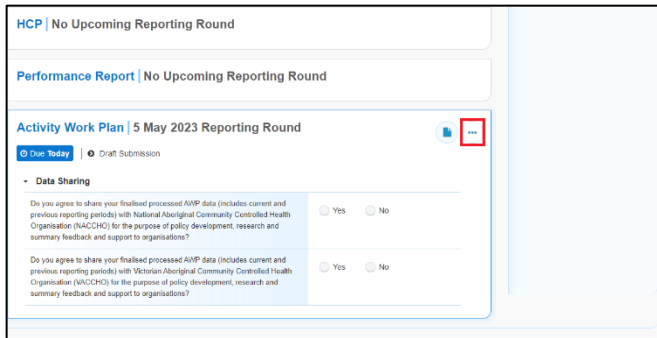 HCP | No Upcoming Reporting Round
Performance Report | No Upcoming Reporting Round
Activity Work Plan | 5 May 2023 Reporting Round
Due Today | Draft Submission
Data Sharing
Do you agree to share your finalised processed AWP data (includes current and
previous reporting periods) with National Aboriginal Community Controlled Health
Organisation (NACCHO) for the purpose of policy development, research and
summary feedback and support to organisations?
Yes No
Do you agree to share your finalised processed AWP data (includes current and
previous reporting periods) with Victorian Aboriginal Community Controlled Health
Organisation (VACCHO) for the purpose of policy development, research and
summary feedback and support to organisations?
Yes No